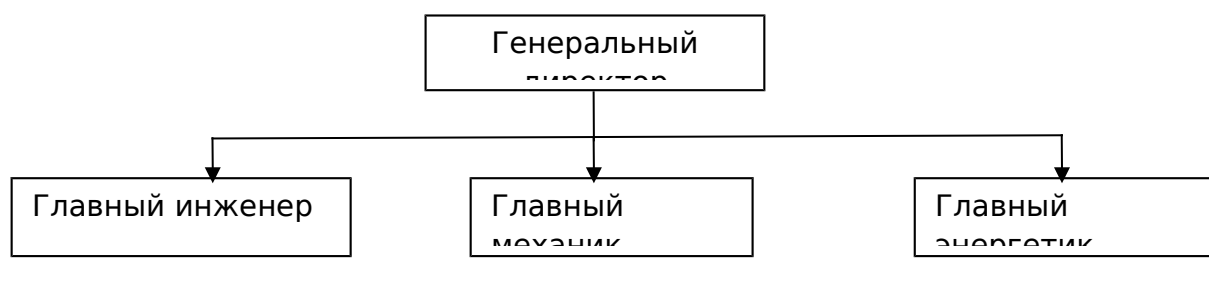 Генеральный
директор
Главный инженер
Главный
механик
Главный
энергетик